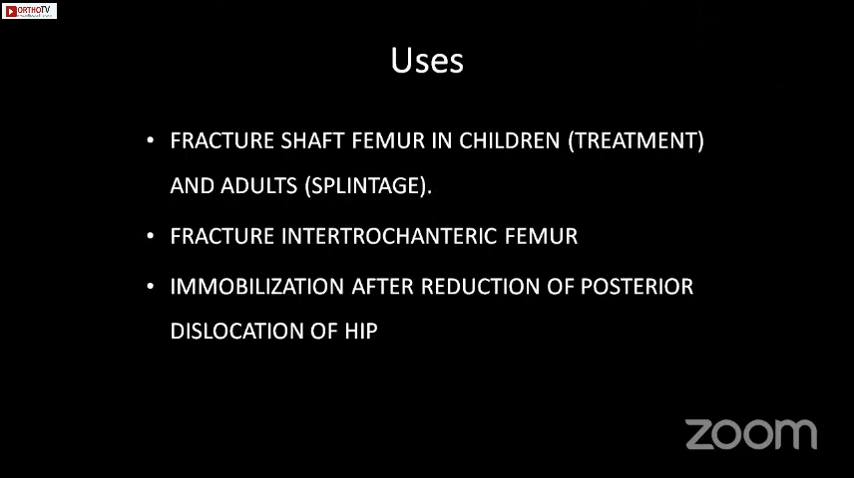 ORTHOTV
Uses
• FRACTURE SHAFT FEMUR IN CHILDREN (TREATMENT)
AND ADULTS (SPLINTAGE).
• FRACTURE INTERTROCHANTERIC FEMUR
• IMMOBILIZATION AFTER REDUCTION OF POSTERIOR
DISLOCATION OF HIP
zoom